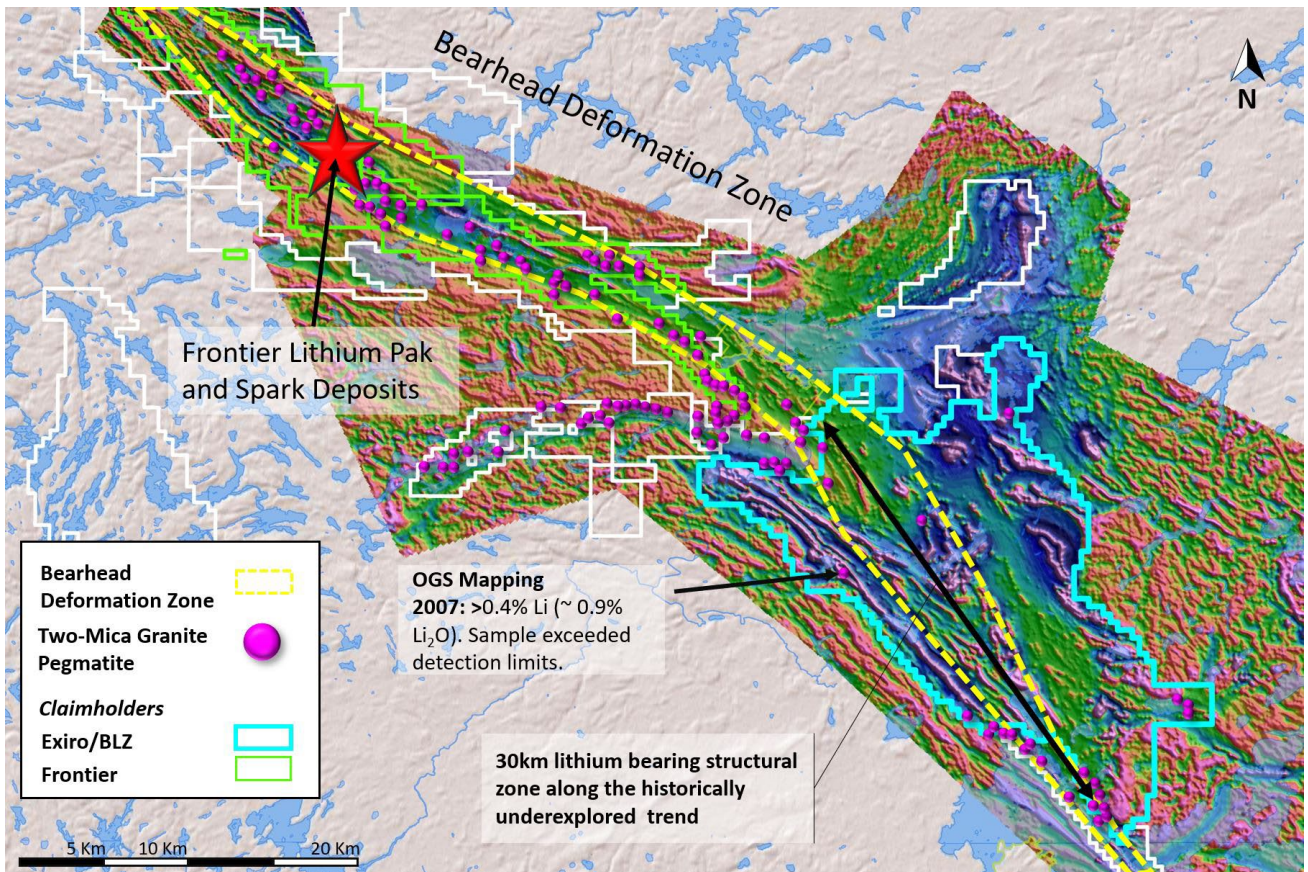 Bearhead Deformation Zone
N
Frontier Lithium Pak
and Spark Deposits
OGS Mapping
2007: >0.4% Li (~ 0.9%
Li₂O). Sample exceeded
detection limits.
30km lithium bearing structural
zone along the historically
underexplored trend
Bearhead
Deformation Zone
Two-Mica Granite
Pegmatite
Claimholders
Exiro/BLZ
Frontier
5 Km 10 Km 20 Km